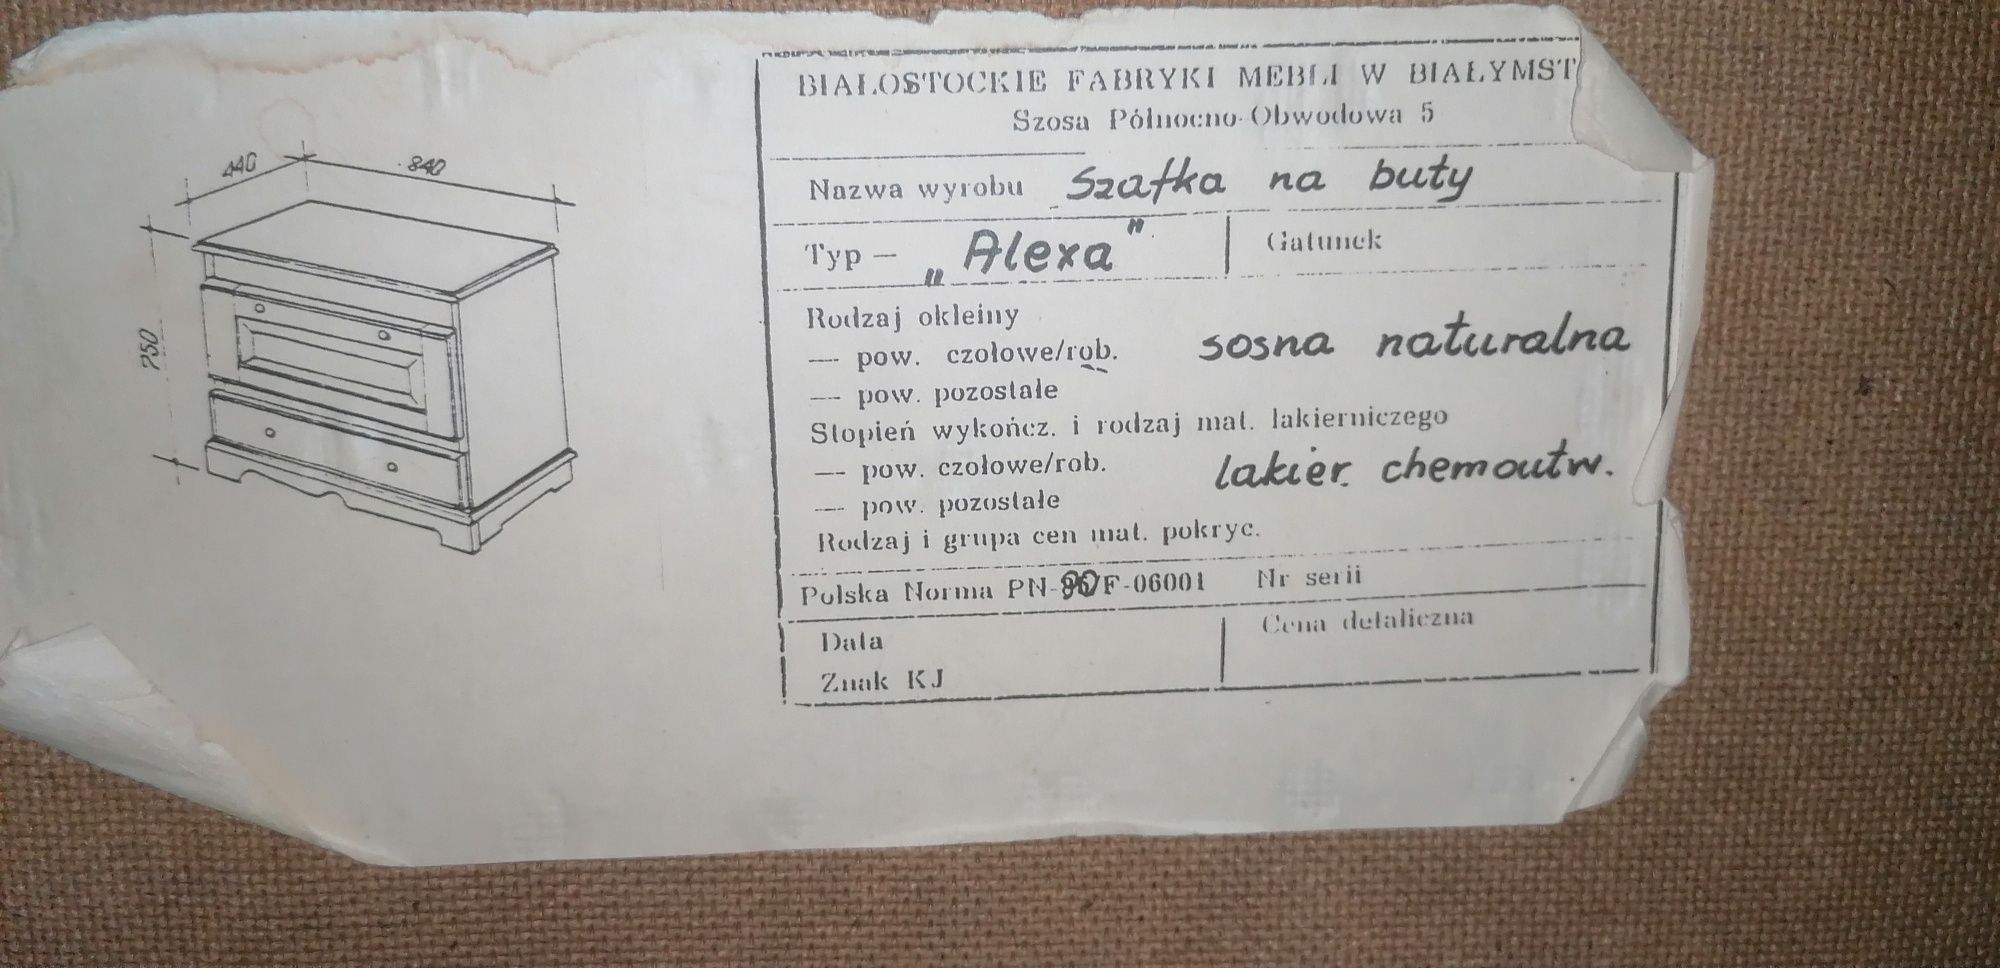 440
840
750
BIAŁOSTOCKIE FABRYKI MEBLI W BIAŁYMST
Szosa Północno-Obwodowa 5
Nazwa wyrobu Szafka na buty
Typ — „Alexa”
Gatunek
Rodzaj okleiny
— pow. czołowe/rob. sosna naturalna
— pow. pozostałe
Stopień wykończ. i rodzaj mat. lakierniczego
— pow. czołowe/rob. lakier. chemoutw.
— pow. pozostałe
Rodzaj i grupa cen mat. pokryc.
Polska Norma PN-90/F-06001 Nr serii
Data
Cena detaliczna
Znak KJ